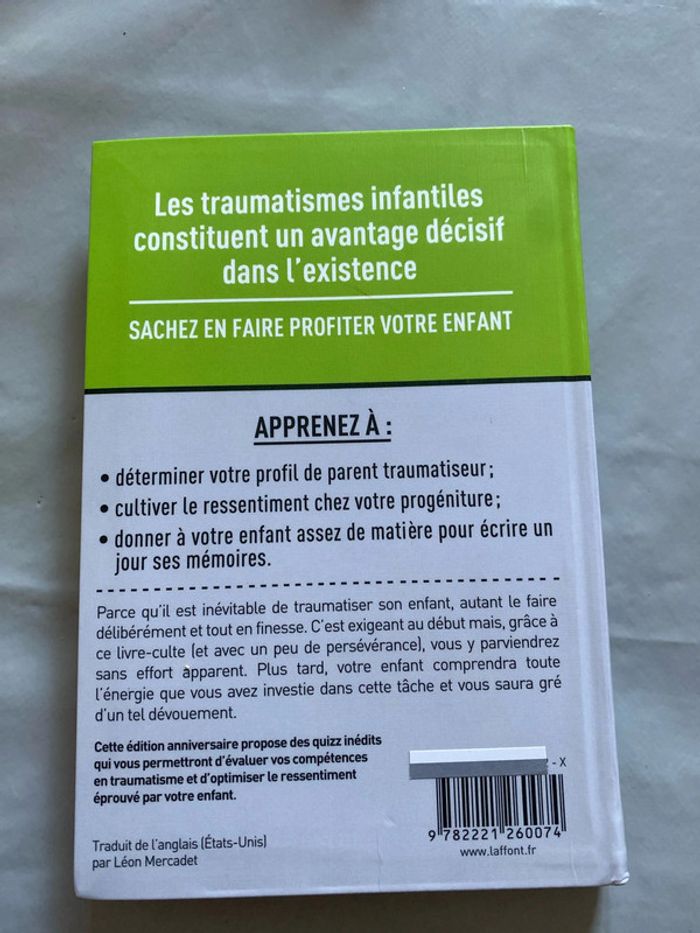 Les traumatismes infantiles
constituent un avantage décisif
dans l'existence
SACHEZ EN FAIRE PROFITER VOTRE ENFANT
APPRENEZ À :
• déterminer votre profil de parent traumatiseur ;
• cultiver le ressentiment chez votre progéniture ;
• donner à votre enfant assez de matière pour écrire un
jour ses mémoires.
Parce qu'il est inévitable de traumatiser son enfant, autant le faire
délibérément et tout en finesse. C'est exigeant au début mais, grâce à
ce livre-culte (et avec un peu de persévérance), vous y parviendrez
sans effort apparent. Plus tard, votre enfant comprendra toute
l'énergie que vous avez investie dans cette tâche et vous saura gré
d'un tel dévouement.
Cette édition anniversaire propose des quizz inédits
qui vous permettront d'évaluer vos compétences
en traumatisme et d'optimiser le ressentiment
éprouvé par votre enfant.
Traduit de l'anglais (États-Unis)
par Léon Mercadet
- X
9 782221 260074
www.laffont.fr